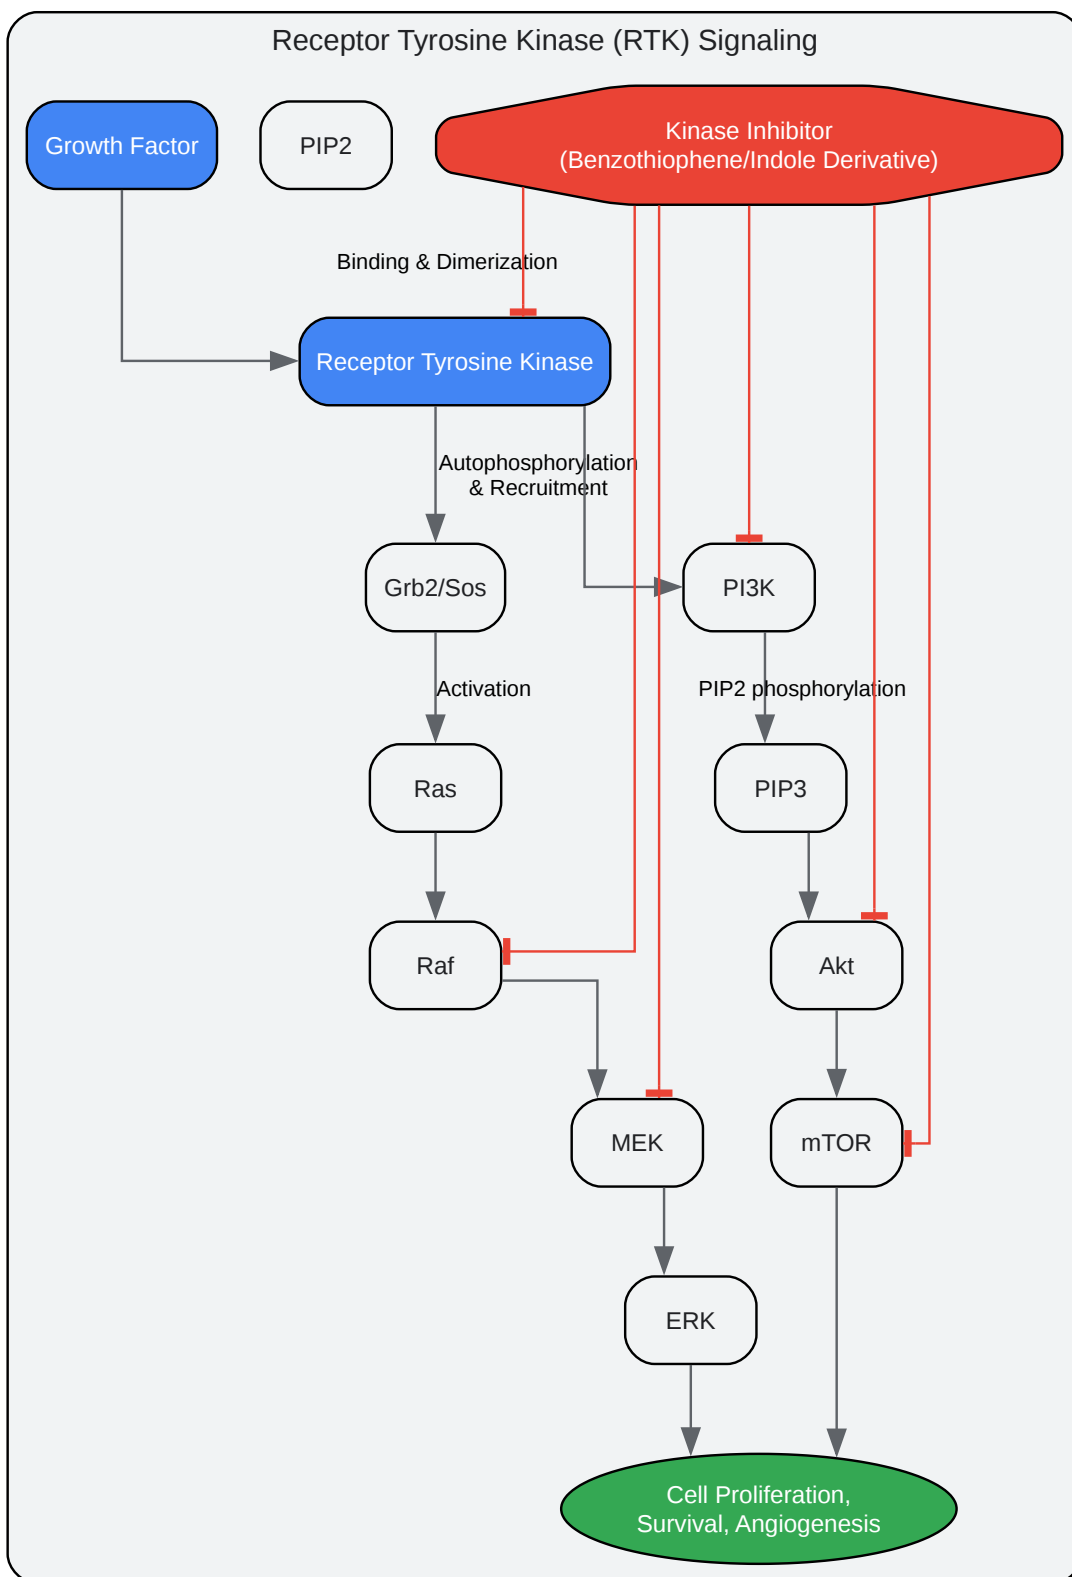 Receptor Tyrosine Kinase (RTK) Signaling
Growth Factor
PIP2
Kinase Inhibitor
(Benzothiophene/Indole Derivative)
Binding & Dimerization
Receptor Tyrosine Kinase
Autophosphorylation
& Recruitment
Grb2/Sos
PI3K
Activation
PIP2 phosphorylation
Ras
PIP3
Raf
Akt
MEK
mTOR
ERK
Cell Proliferation,
Survival, Angiogenesis